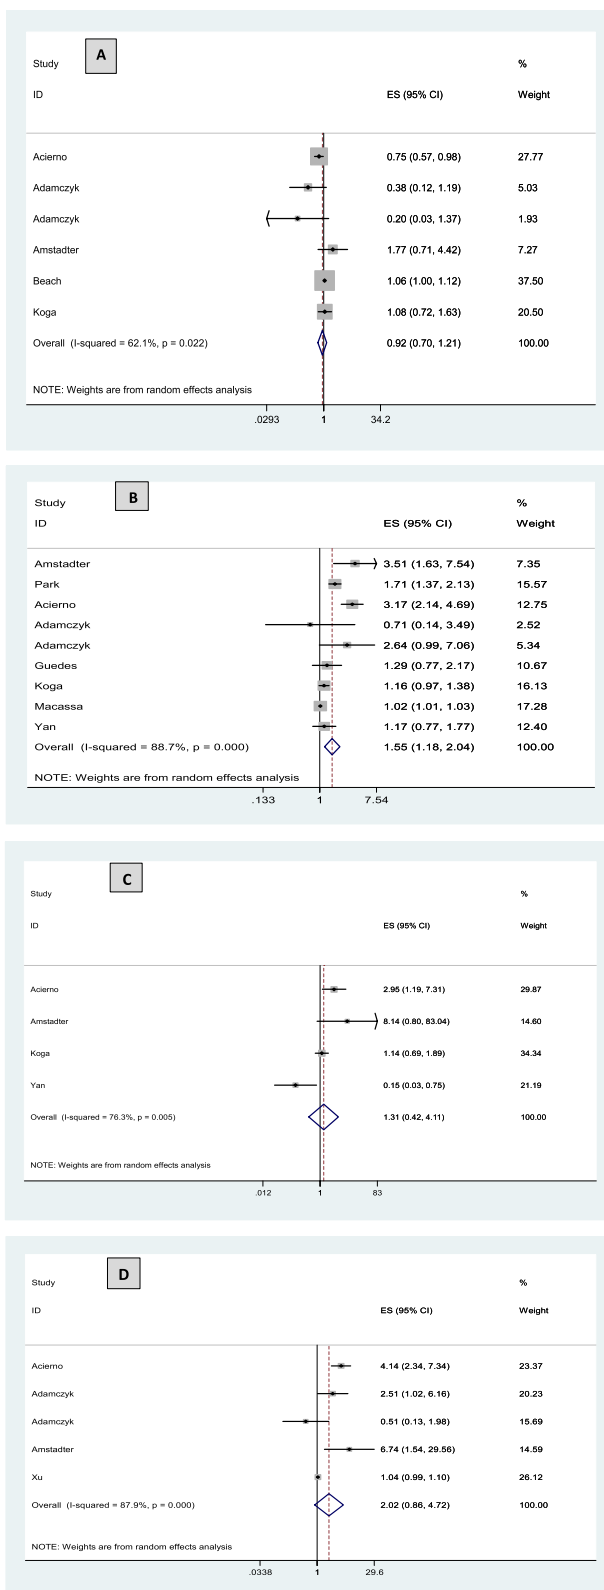 A
Study %
ID ES (95% CI) Weight
Acierno 0.75 (0.57, 0.98) 27.77
Adamczyk 0.38 (0.12, 1.19) 5.03
Adamczyk 0.20 (0.03, 1.37) 1.93
Amstadter 1.77 (0.71, 4.42) 7.27
Beach 1.06 (1.00, 1.12) 37.50
Koga 1.08 (0.72, 1.63) 20.50
Overall (I-squared = 62.1%, p = 0.022) 0.92 (0.70, 1.21) 100.00
NOTE: Weights are from random effects analysis
.0293 1 34.2
B
Study %
ID ES (95% CI) Weight
Amstadter 3.51 (1.63, 7.54) 7.35
Park 1.71 (1.37, 2.13) 15.57
Acierno 3.17 (2.14, 4.69) 12.75
Adamczyk 0.71 (0.14, 3.49) 2.52
Adamczyk 2.64 (0.99, 7.06) 5.34
Guedes 1.29 (0.77, 2.17) 10.67
Koga 1.16 (0.97, 1.38) 16.13
Macassa 1.02 (1.01, 1.03) 17.28
Yan 1.17 (0.77, 1.77) 12.40
Overall (I-squared = 88.7%, p = 0.000) 1.55 (1.18, 2.04) 100.00
NOTE: Weights are from random effects analysis
.133 1 7.54
C
Study %
ID ES (95% CI) Weight
Acierno 2.95 (1.19, 7.31) 29.87
Amstadter 8.14 (0.80, 83.04) 14.60
Koga 1.14 (0.69, 1.89) 34.34
Yan 0.15 (0.03, 0.75) 21.19
Overall (I-squared = 76.3%, p = 0.005) 1.31 (0.42, 4.11) 100.00
NOTE: Weights are from random effects analysis
.012 1 83
D
Study %
ID ES (95% CI) Weight
Acierno 4.14 (2.34, 7.34) 23.37
Adamczyk 2.51 (1.02, 6.16) 20.23
Adamczyk 0.51 (0.13, 1.98) 15.69
Amstadter 6.74 (1.54, 29.56) 14.59
Xu 1.04 (0.99, 1.10) 26.12
Overall (I-squared = 87.9%, p = 0.000) 2.02 (0.86, 4.72) 100.00
NOTE: Weights are from random effects analysis
.0338 1 29.6